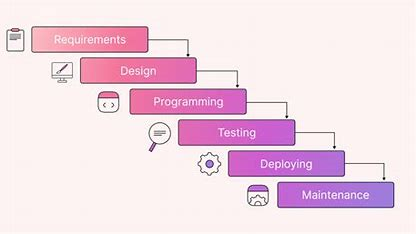 Requirements
Design
Programming
Testing
Deploying
Maintenance